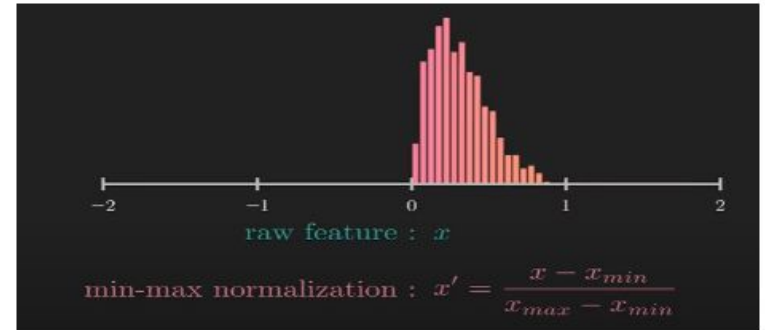 −2 −1 0 1 2
raw feature : x
min-max normalization : x′ = (x − x_min) / (x_max − x_min)